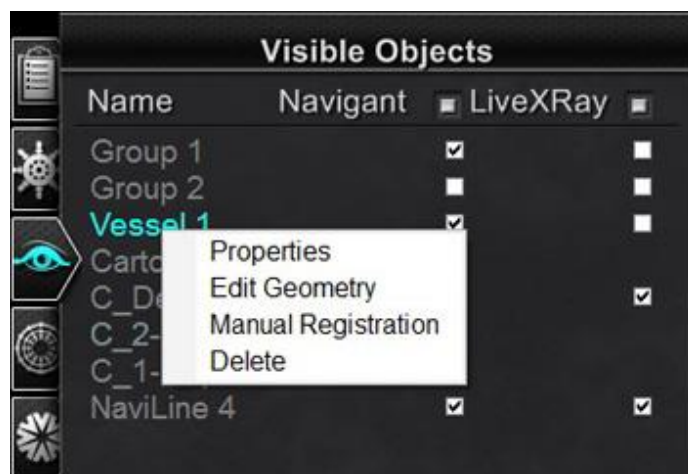 Visible Objects
Name Navigant LiveXRay
Group 1
Group 2
Vessel 1
Properties
Edit Geometry
Manual Registration
Delete
NaviLine 4